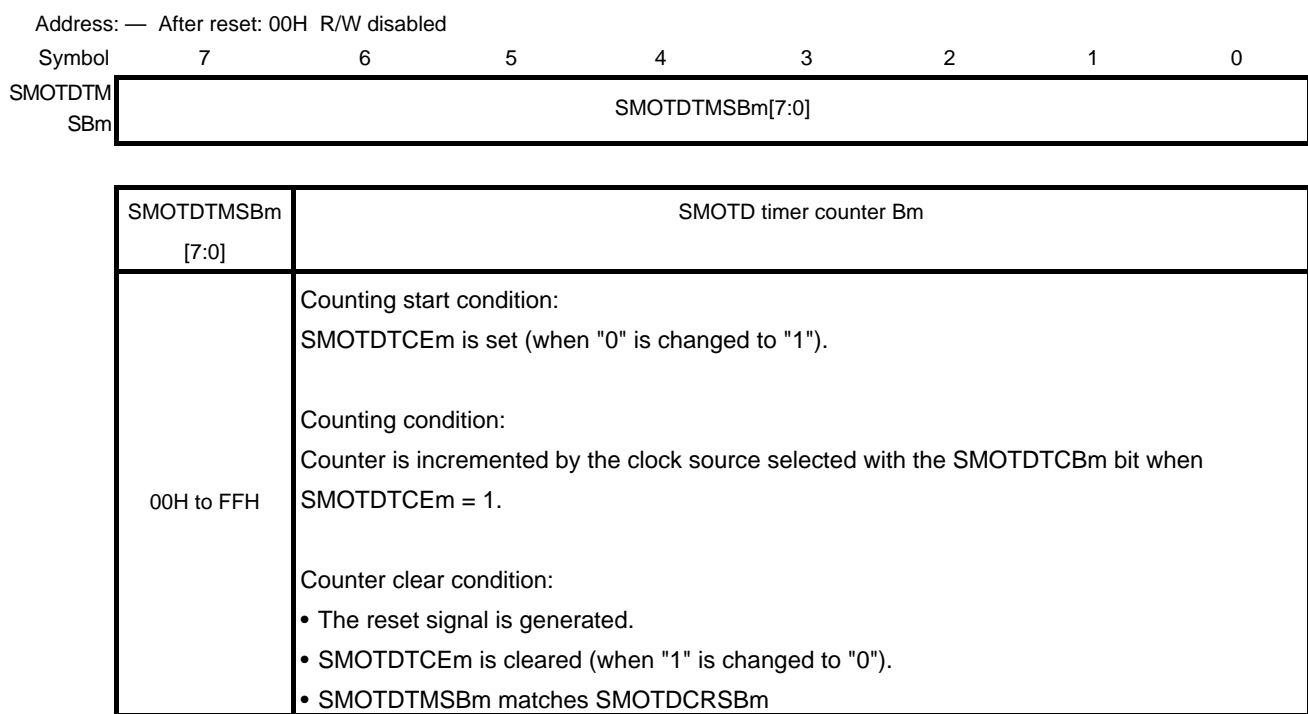 Address: — After reset: 00H R/W disabled
Symbol 7 6 5 4 3 2 1 0
SMOTDTM
SBm
SMOTDTMSBm[7:0]
SMOTDTMSBm
[7:0]
SMOTD timer counter Bm
00H to FFH
Counting start condition:
SMOTDTCEm is set (when "0" is changed to "1").
Counting condition:
Counter is incremented by the clock source selected with the SMOTDTCBm bit when
SMOTDTCEm = 1.
Counter clear condition:
• The reset signal is generated.
• SMOTDTCEm is cleared (when "1" is changed to "0").
• SMOTDTMSBm matches SMOTDCRSBm